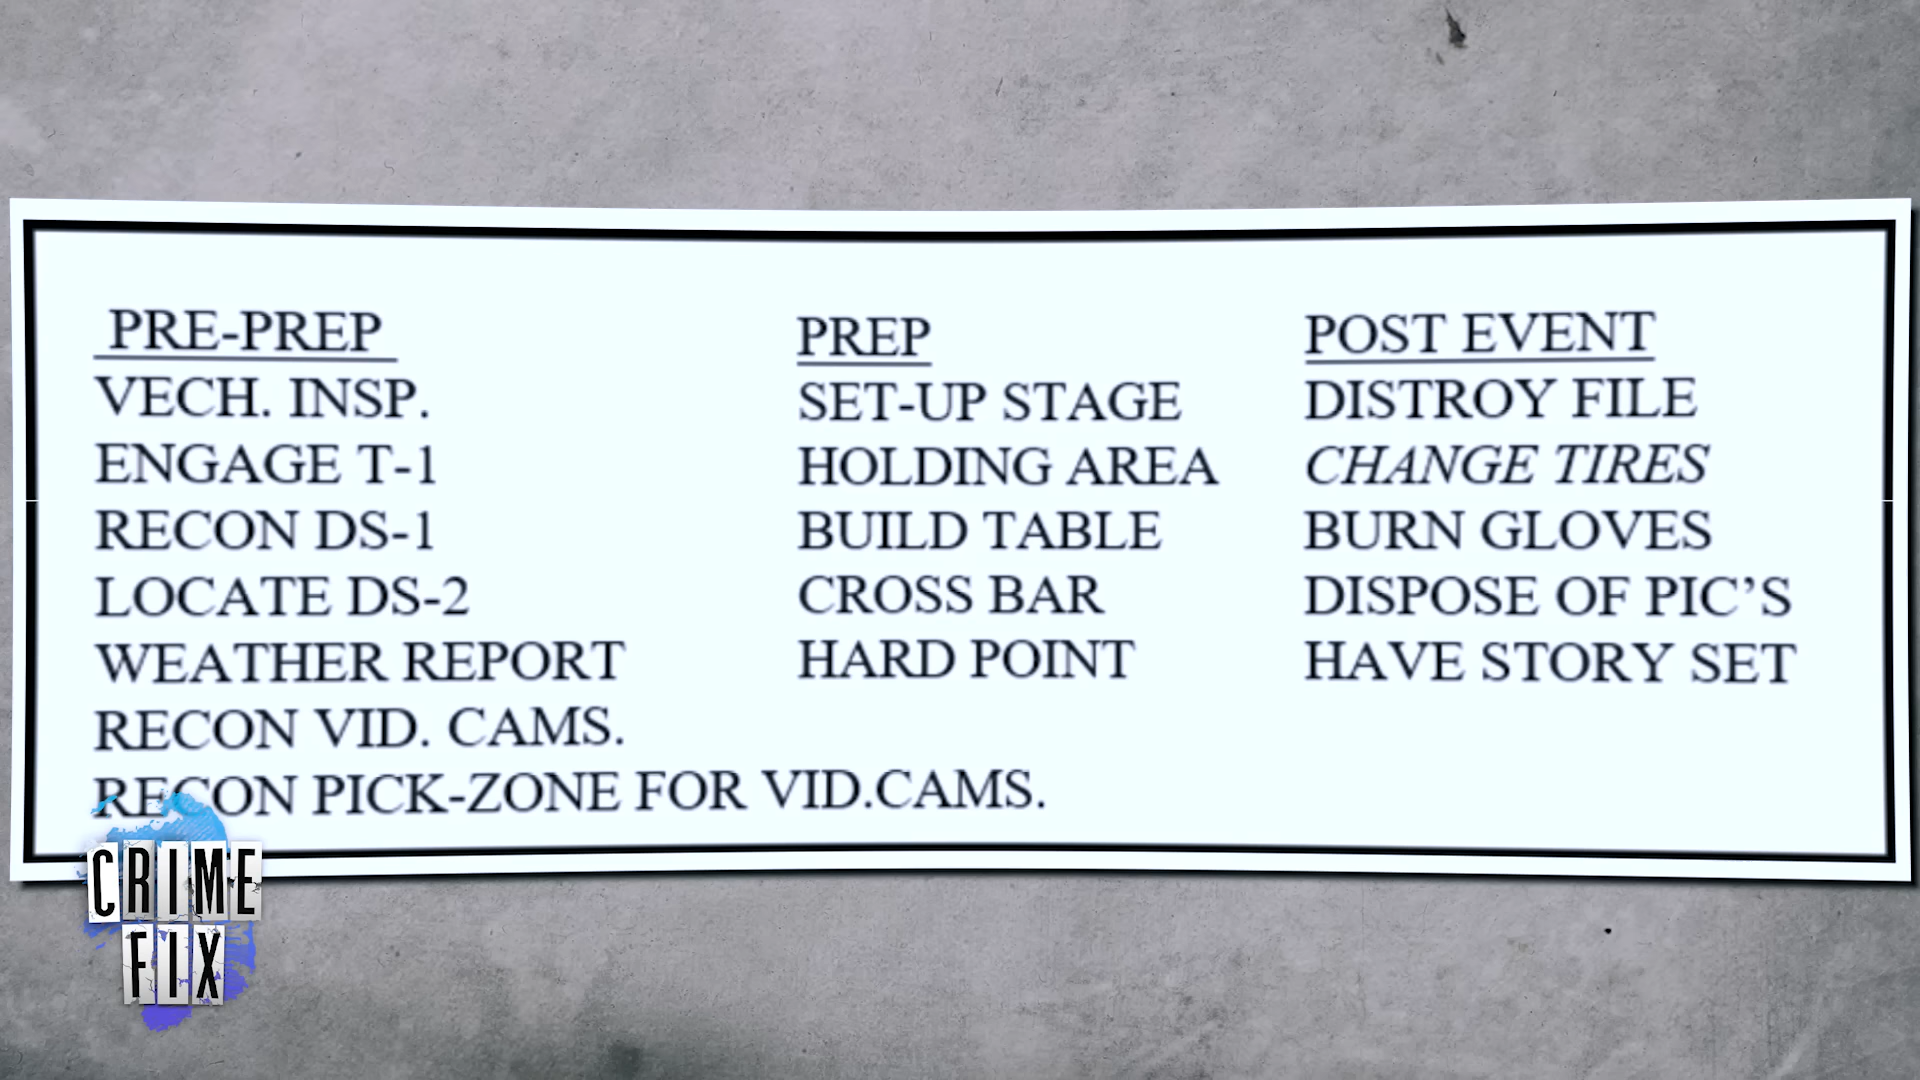 PRE-PREP
VECH. INSP.
ENGAGE T-1
RECON DS-1
LOCATE DS-2
WEATHER REPORT
RECON VID. CAMS.
RECON PICK-ZONE FOR VID.CAMS.
PREP
SET-UP STAGE
HOLDING AREA
BUILD TABLE
CROSS BAR
HARD POINT
POST EVENT
DISTROY FILE
CHANGE TIRES
BURN GLOVES
DISPOSE OF PIC’S
HAVE STORY SET
CRIME
FIX